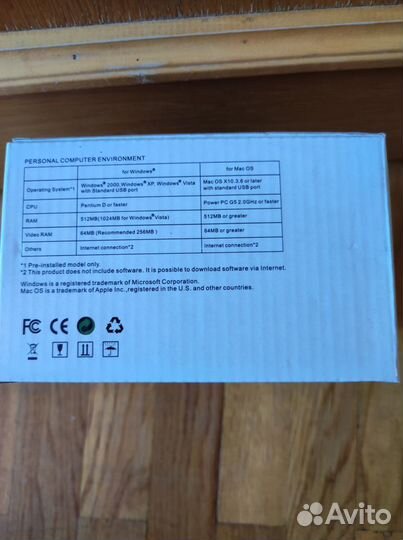 PERSONAL COMPUTER ENVIRONMENT
for Windows® for Mac OS
Operating System*1 Windows® 2000, Windows® XP, Windows® Vista with Standard USB port Mac OS X10.3.6 or later with standard USB port
CPU Pentium D or faster Power PC G5 2.0GHz or faster
RAM 512MB(1024MB for Windows® Vista) 512MB or greater
Video RAM 64MB (Recommended 256MB) 64MB or greater
Others Internet connection*2 Internet connection*2
*1 Pre-installed model only.
*2 This product does not include software. It is possible to download software via Internet.
Windows is a registered trademark of Microsoft Corporation.
Mac OS is a trademark of Apple Inc.,registered in the U.S. and other countries.
FC CE
Avito